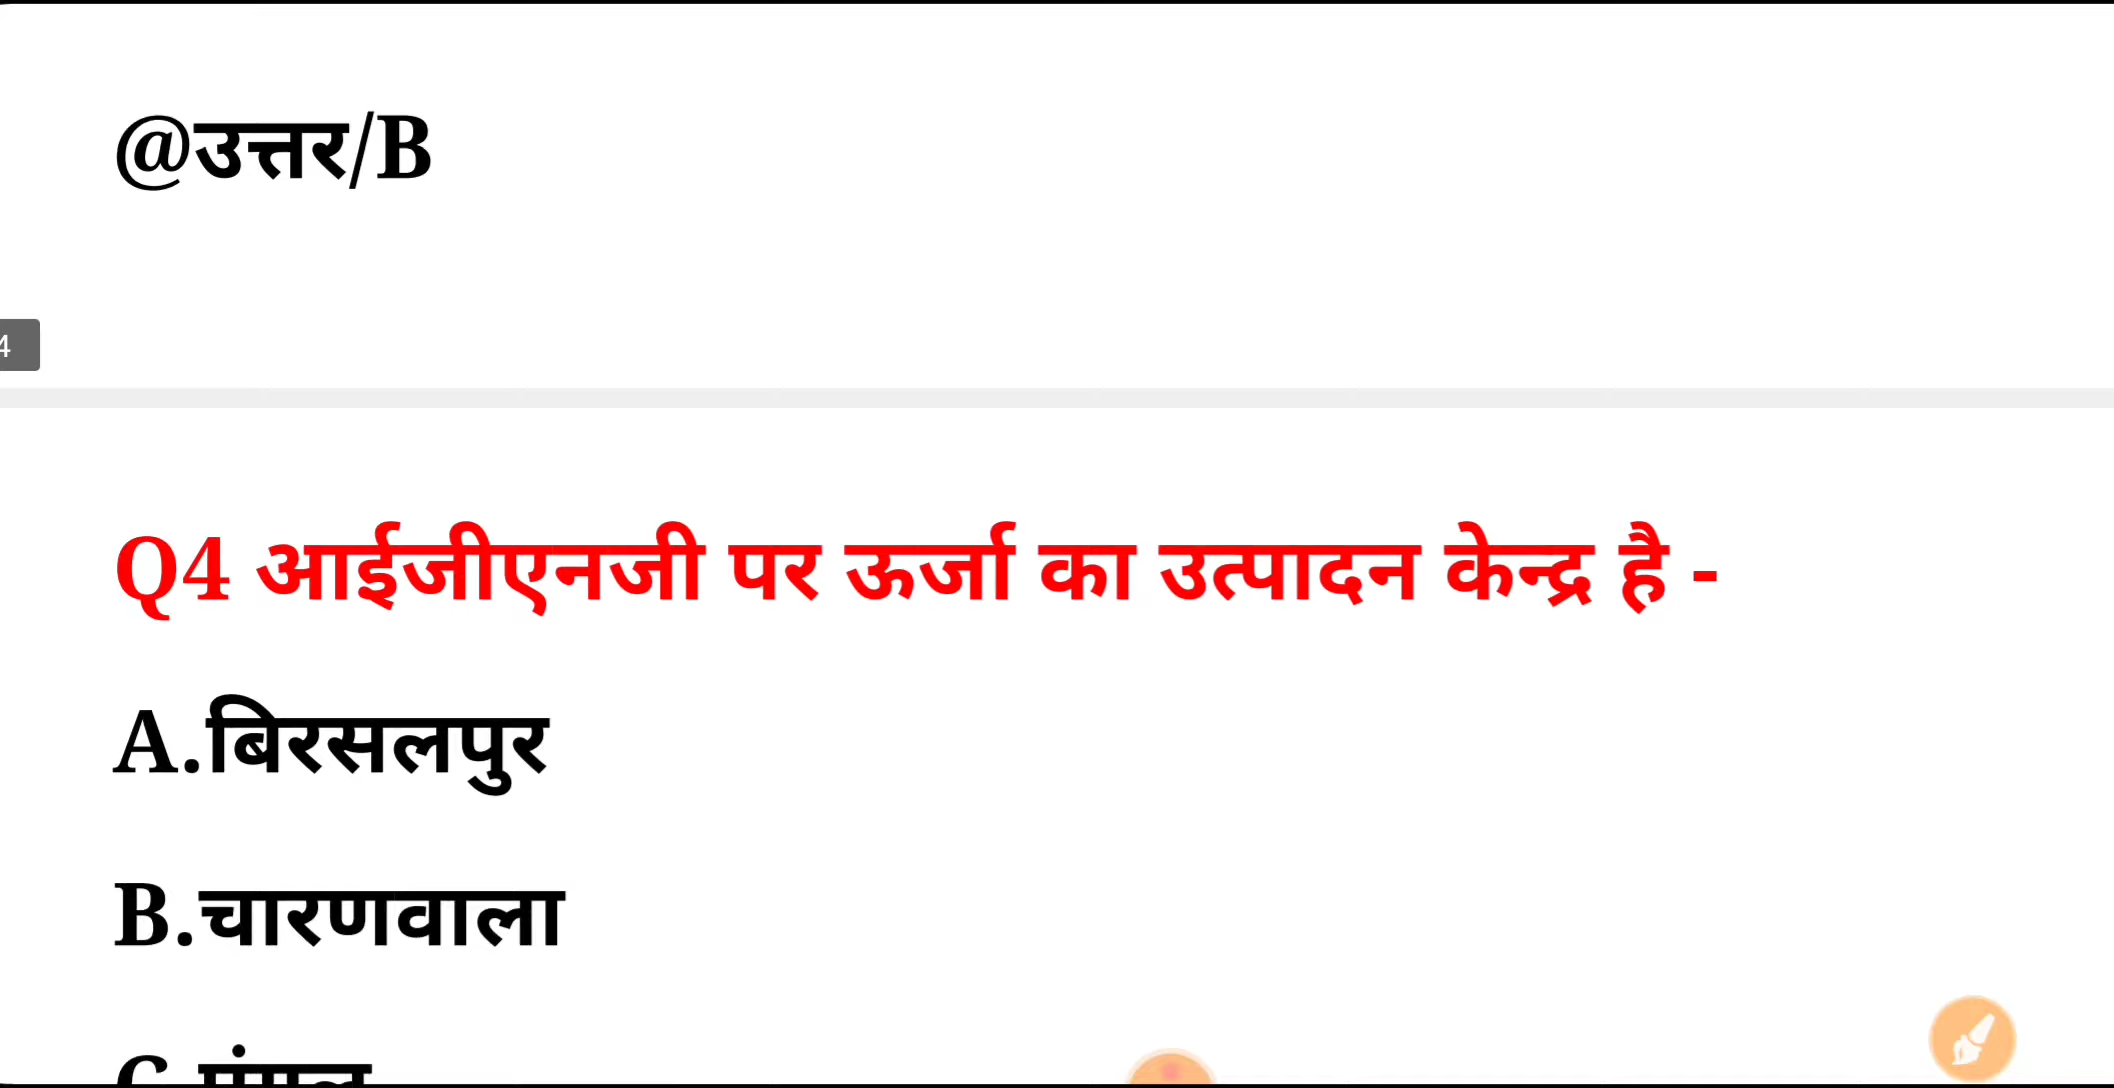 @उत्तर/B
4
Q4 आईजीएनजी पर ऊर्जा का उत्पादन केन्द्र है -
A.बिरसलपुर
B.चारणवाला